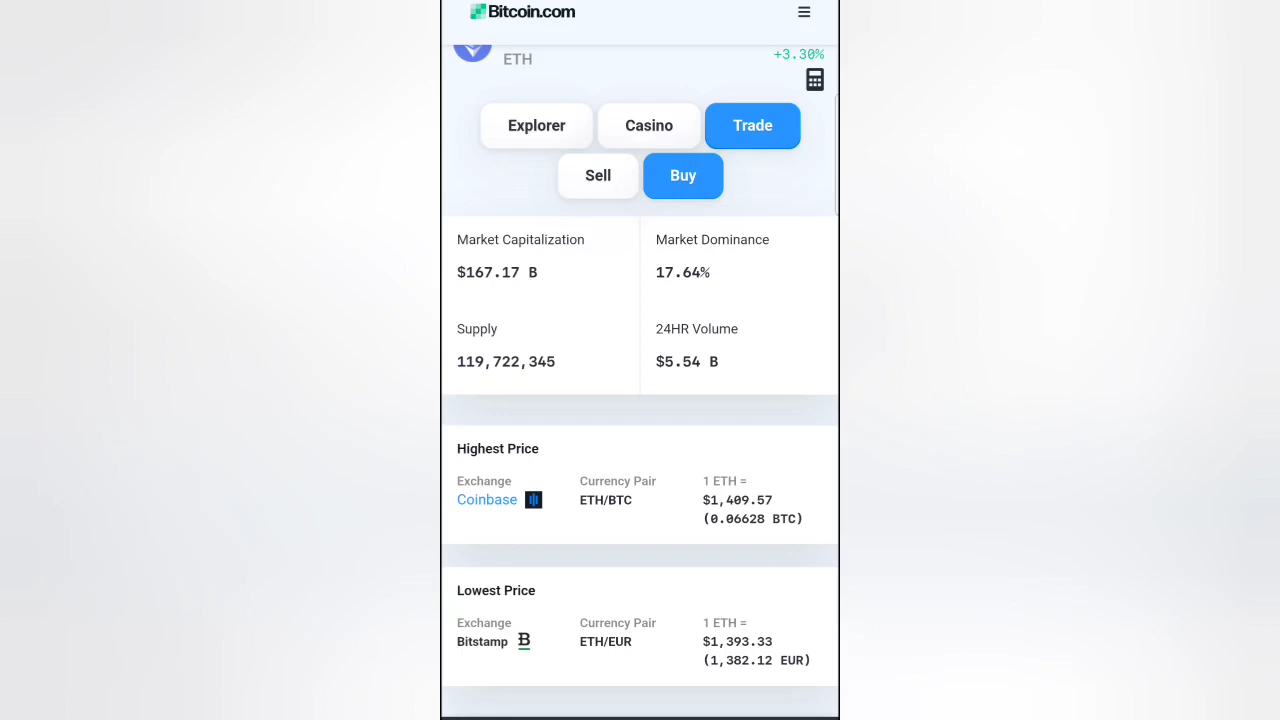 Bitcoin.com
ETH
+3.30%
Explorer Casino Trade
Sell Buy
Market Capitalization Market Dominance
$167.17 B 17.64%
Supply 24HR Volume
119,722,345 $5.54 B
Highest Price
Exchange Currency Pair 1 ETH =
Coinbase ETH/BTC $1,409.57
(0.06628 BTC)
Lowest Price
Exchange Currency Pair 1 ETH =
Bitstamp B ETH/EUR $1,393.33
(1,382.12 EUR)